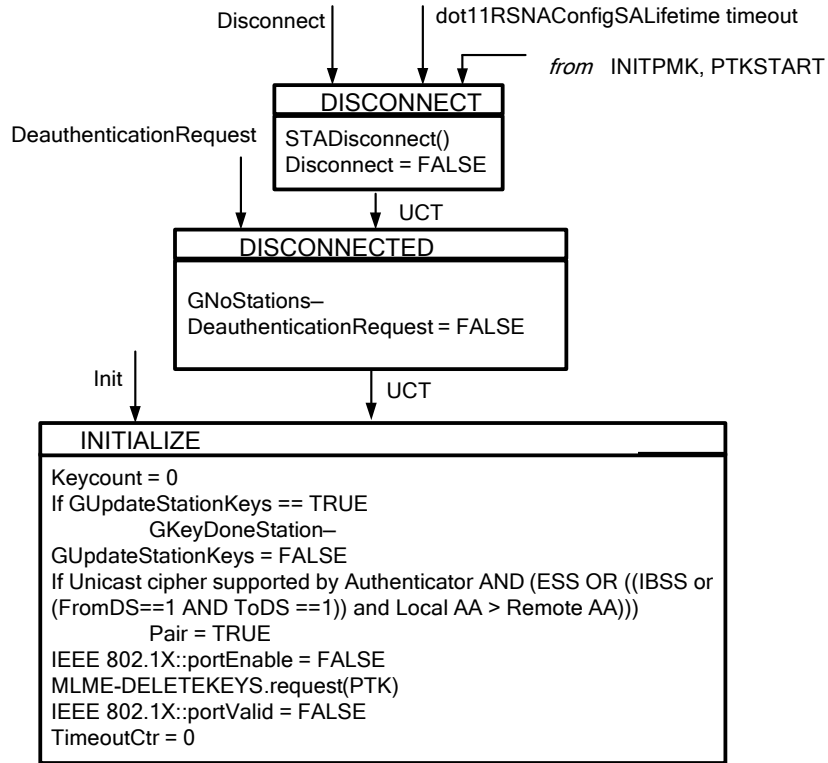 Disconnect
dot11RSNAConfigSALifetime timeout
from INITPMK, PTKSTART
DISCONNECT
DeauthenticationRequest
STADisconnect()
Disconnect = FALSE
UCT
DISCONNECTED
GNoStations–
DeauthenticationRequest = FALSE
Init
UCT
INITIALIZE
Keycount = 0
If GUpdateStationKeys == TRUE
GKeyDoneStation–
GUpdateStationKeys = FALSE
If Unicast cipher supported by Authenticator AND (ESS OR ((IBSS or
(FromDS==1 AND ToDS ==1)) and Local AA > Remote AA)))
Pair = TRUE
IEEE 802.1X::portEnable = FALSE
MLME-DELETEKEYS.request(PTK)
IEEE 802.1X::portValid = FALSE
TimeoutCtr = 0